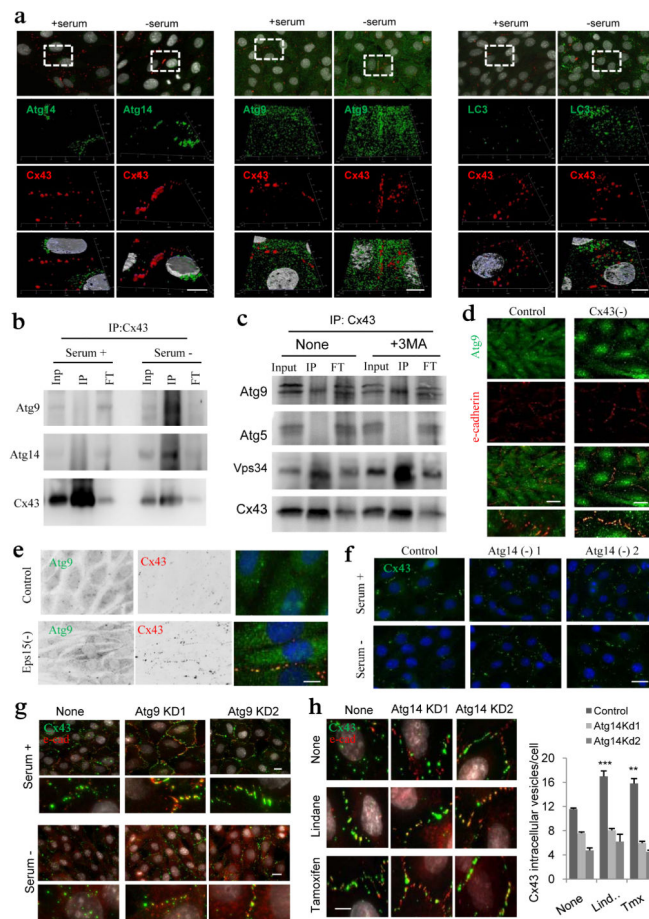 a
+serum -serum +serum -serum +serum -serum
Atg14 Atg14 Atg9 Atg9 LC3 LC3
Cx43 Cx43 Cx43 Cx43 Cx43 Cx43
b
IP:Cx43
Serum + Serum -
Inp IP FT Inp IP FT
Atg9
Atg14
Cx43
c
IP: Cx43
None +3MA
Input IP FT Input IP FT
Atg9
Atg5
Vps34
Cx43
d
Control Cx43(-)
Atg9
e-cadherin
e
Control
Atg9 Cx43
Eps15(-)
Atg9 Cx43
f
Control Atg14 (-) 1 Atg14 (-) 2
Serum +
Cx43
Serum -
g
None Atg9 KD1 Atg9 KD2
Serum +
Cx43
Serum -
h
None Atg14 KD1 Atg14 KD2
None
Cx43
Lindane
Tamoxifen
Control
Atg14Kd1
Atg14Kd2
Cx43 intracellular vesicles/cell
20
16
12
8
4
0
*** **
None Lind.. Tmx